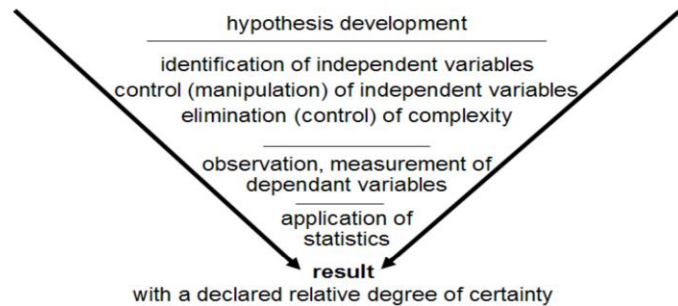 hypothesis development
identification of independent variables
control (manipulation) of independent variables
elimination (control) of complexity
observation, measurement of
dependant variables
application of
statistics
result
with a declared relative degree of certainty